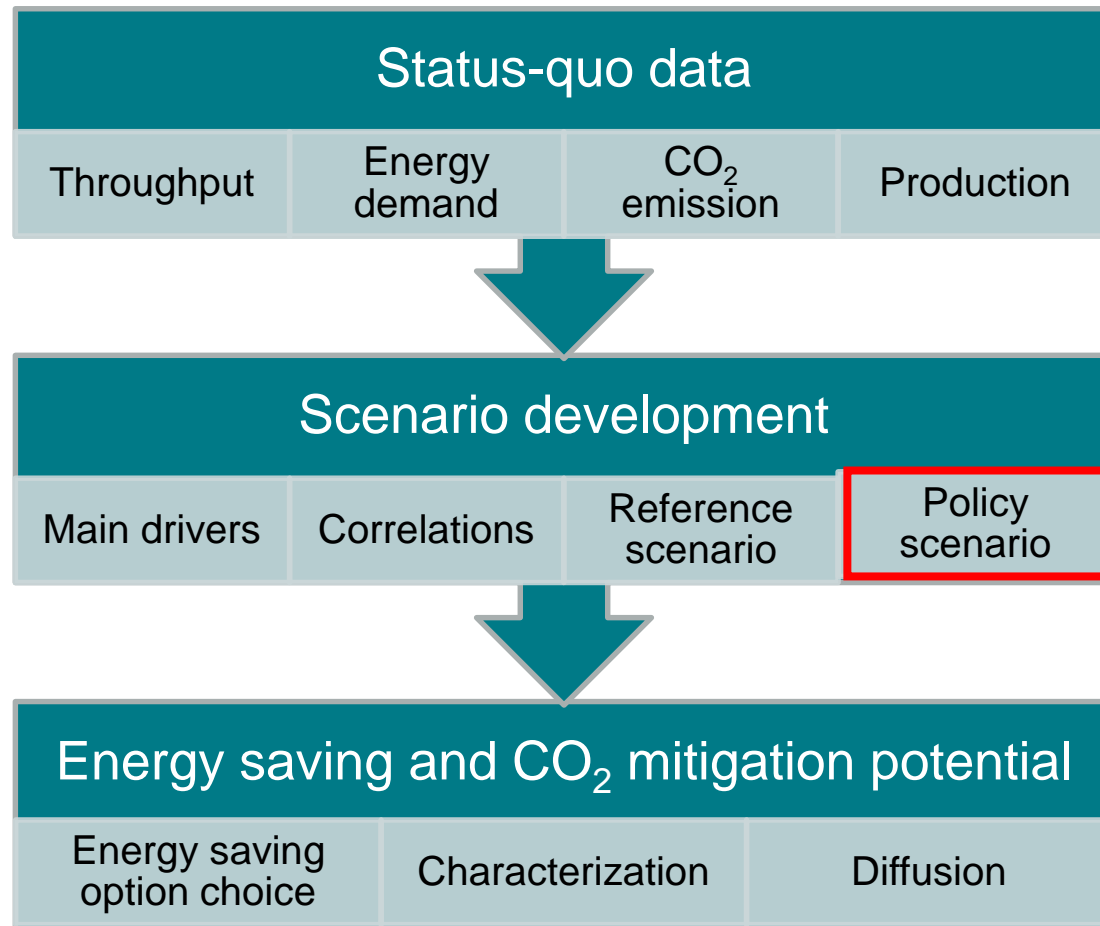 Status-quo data
Throughput
Energy
demand
CO₂
emission
Production
Scenario development
Main drivers
Correlations
Reference
scenario
Policy
scenario
Energy saving and CO₂ mitigation potential
Energy saving
option choice
Characterization
Diffusion